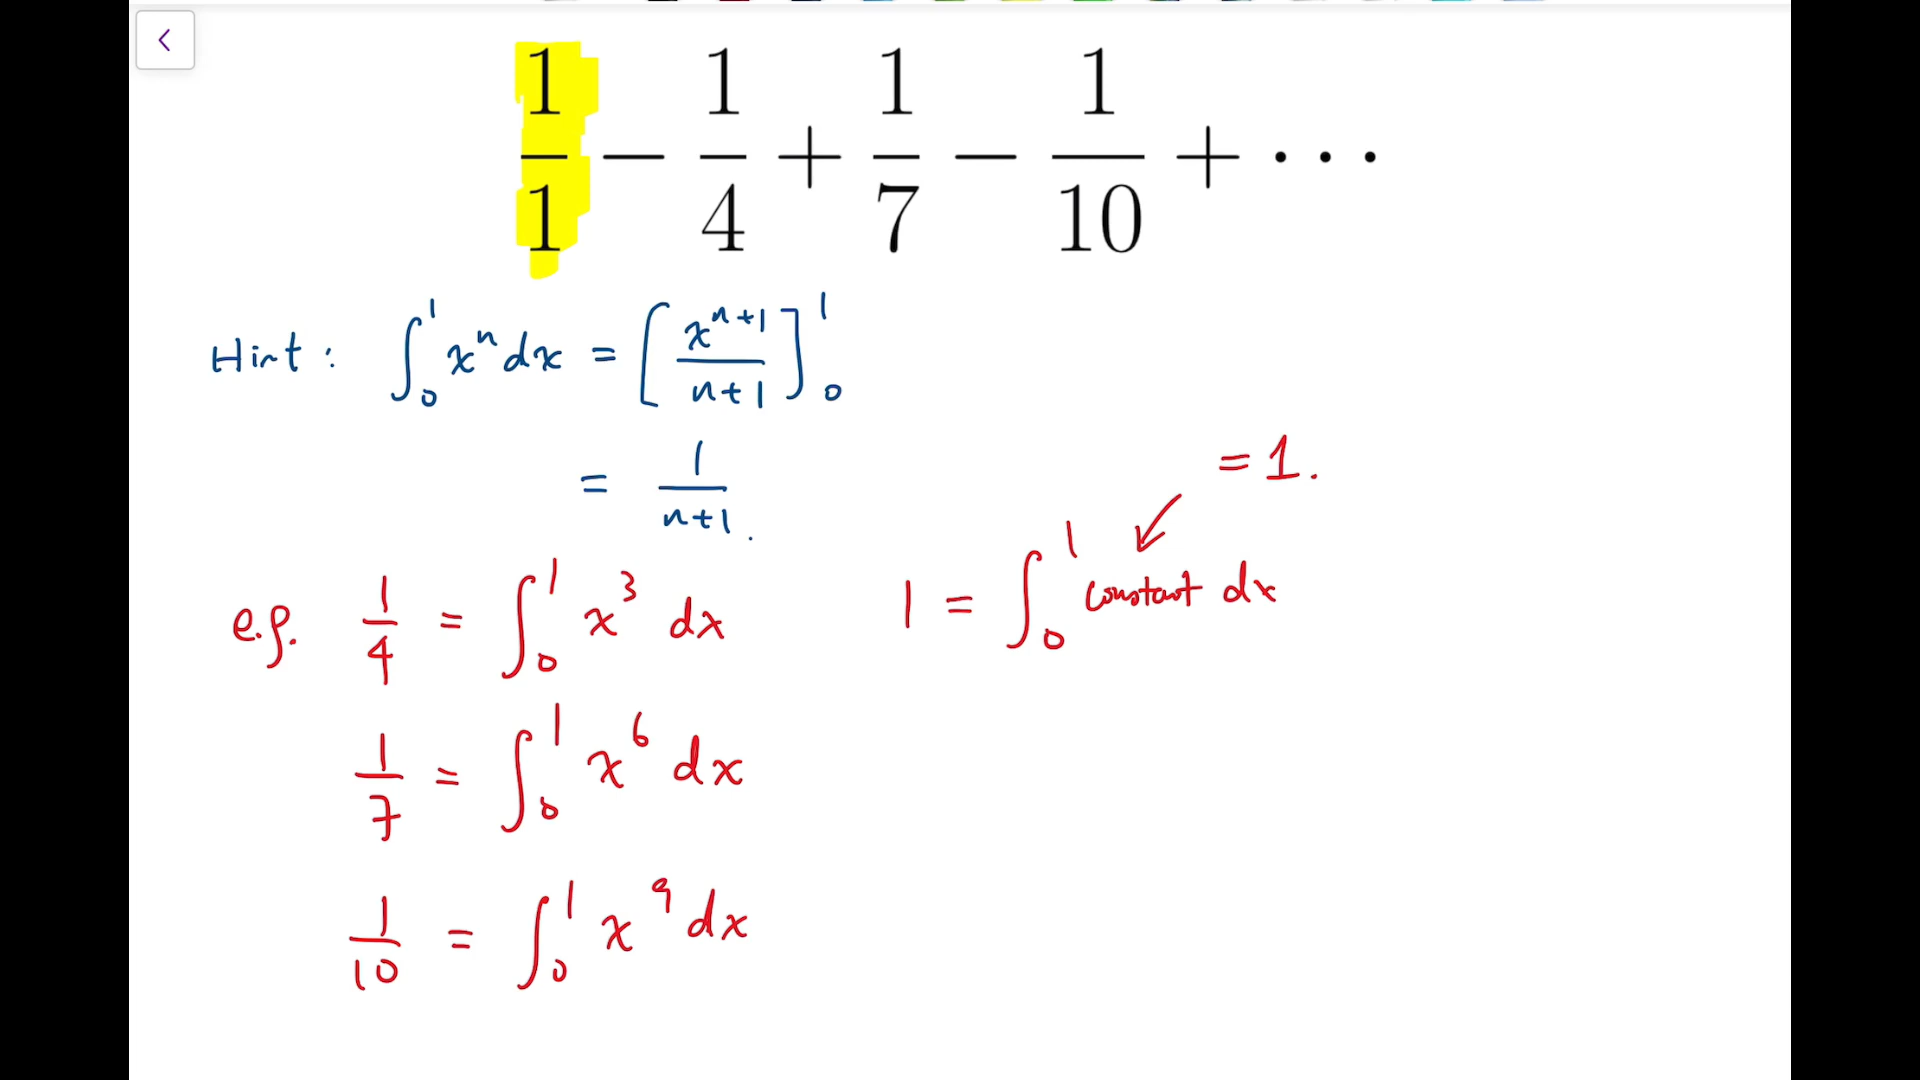 1/1 − 1/4 + 1/7 − 1/10 + ···
Hint : ∫₀¹ xⁿ dx = [xⁿ⁺¹/(n+1)]₀¹
= 1/(n+1).
e.g. 1/4 = ∫₀¹ x³ dx
1/7 = ∫₀¹ x⁶ dx
1/10 = ∫₀¹ x⁹ dx
= 1.
1 = ∫₀¹ constant dx